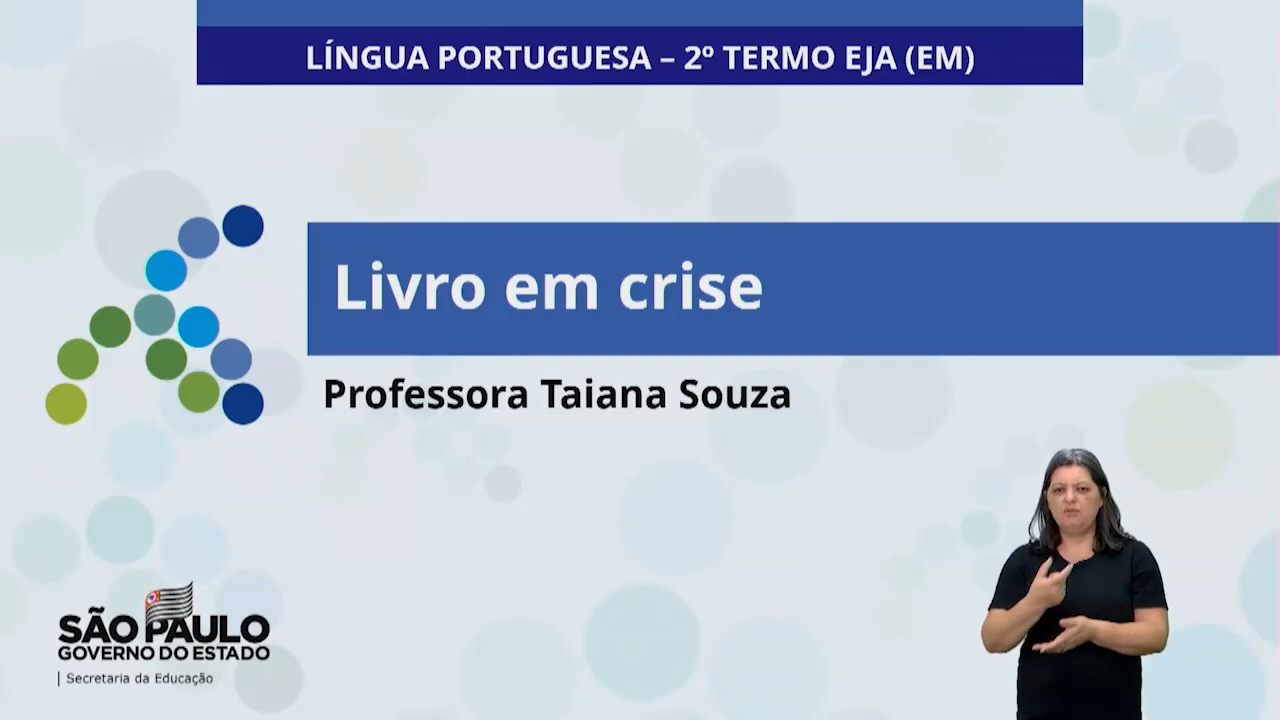 LÍNGUA PORTUGUESA – 2º TERMO EJA (EM)
Livro em crise
Professora Taiana Souza
SÃO PAULO
GOVERNO DO ESTADO
| Secretaria da Educação